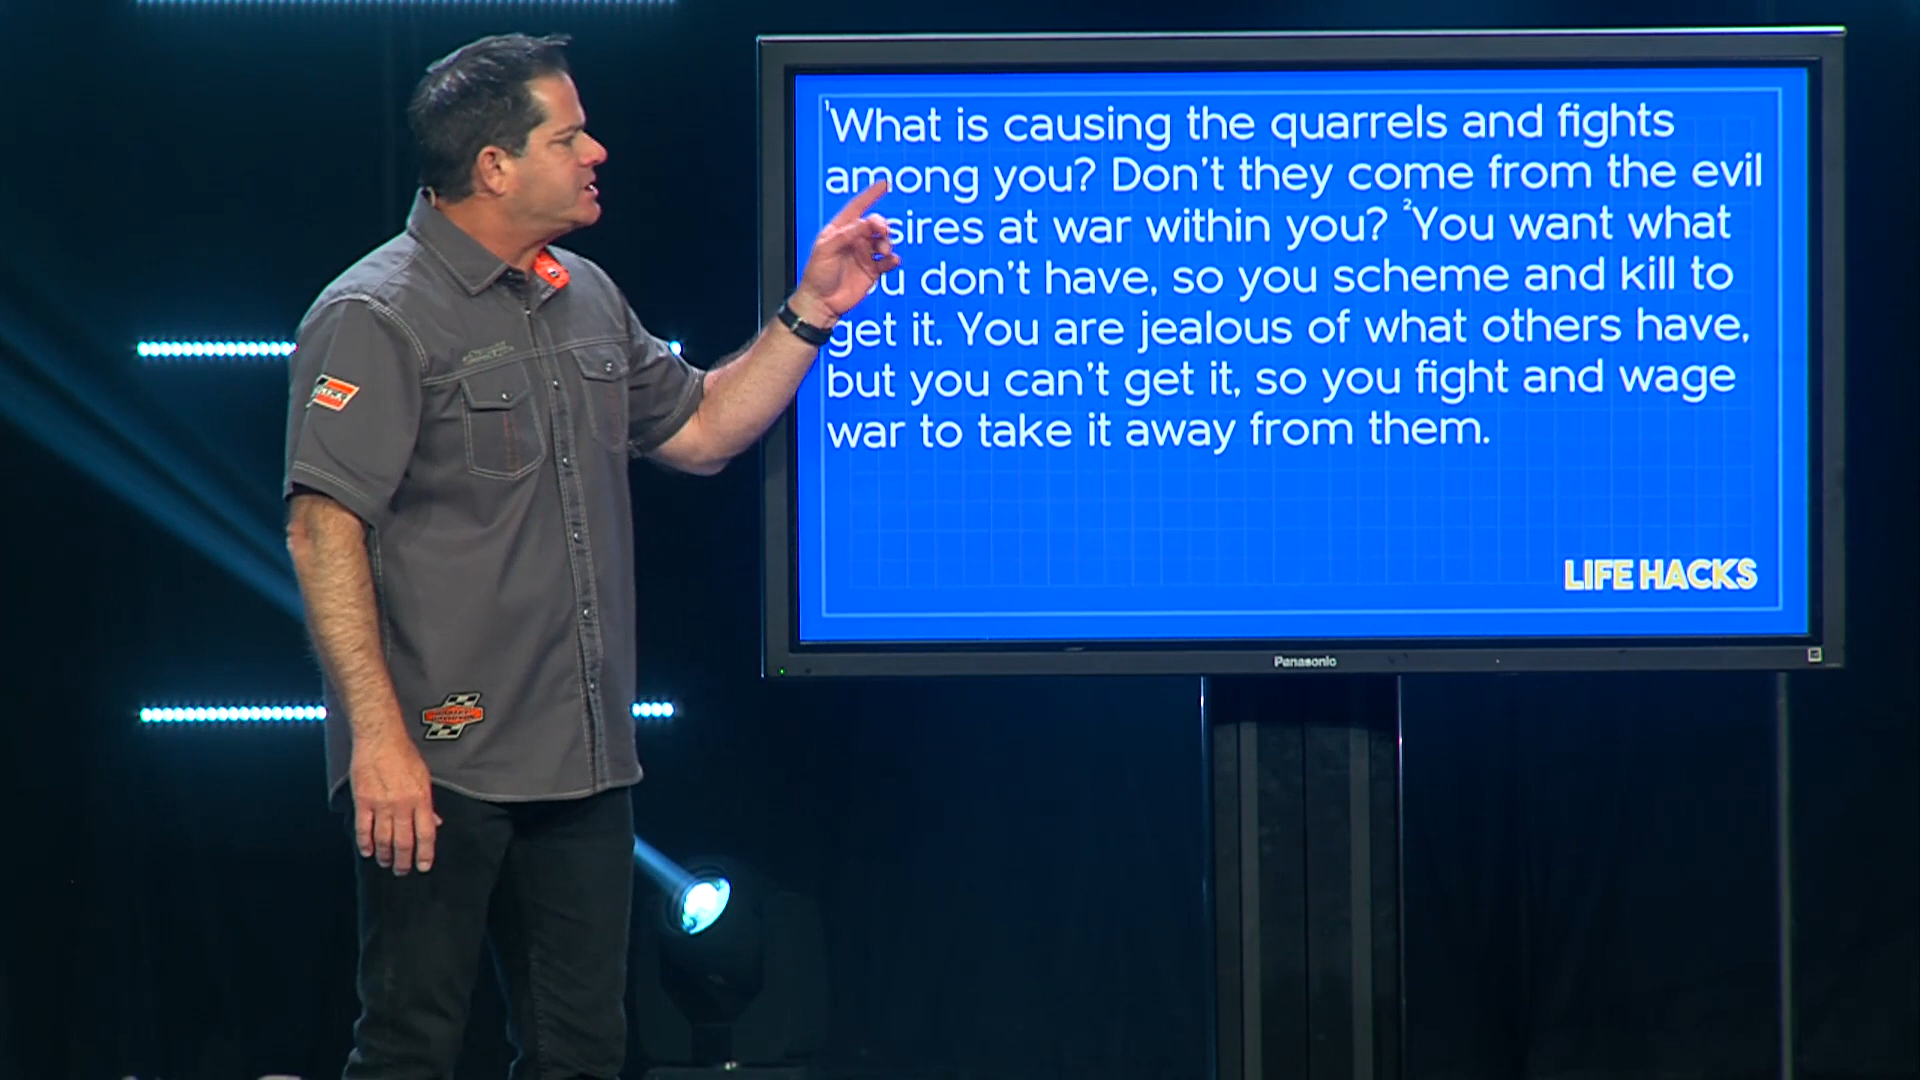 ¹What is causing the quarrels and fights
among you? Don't they come from the evil
sires at war within you? ²You want what
u don't have, so you scheme and kill to
get it. You are jealous of what others have,
but you can't get it, so you fight and wage
war to take it away from them.
LIFE HACKS
Panasonic